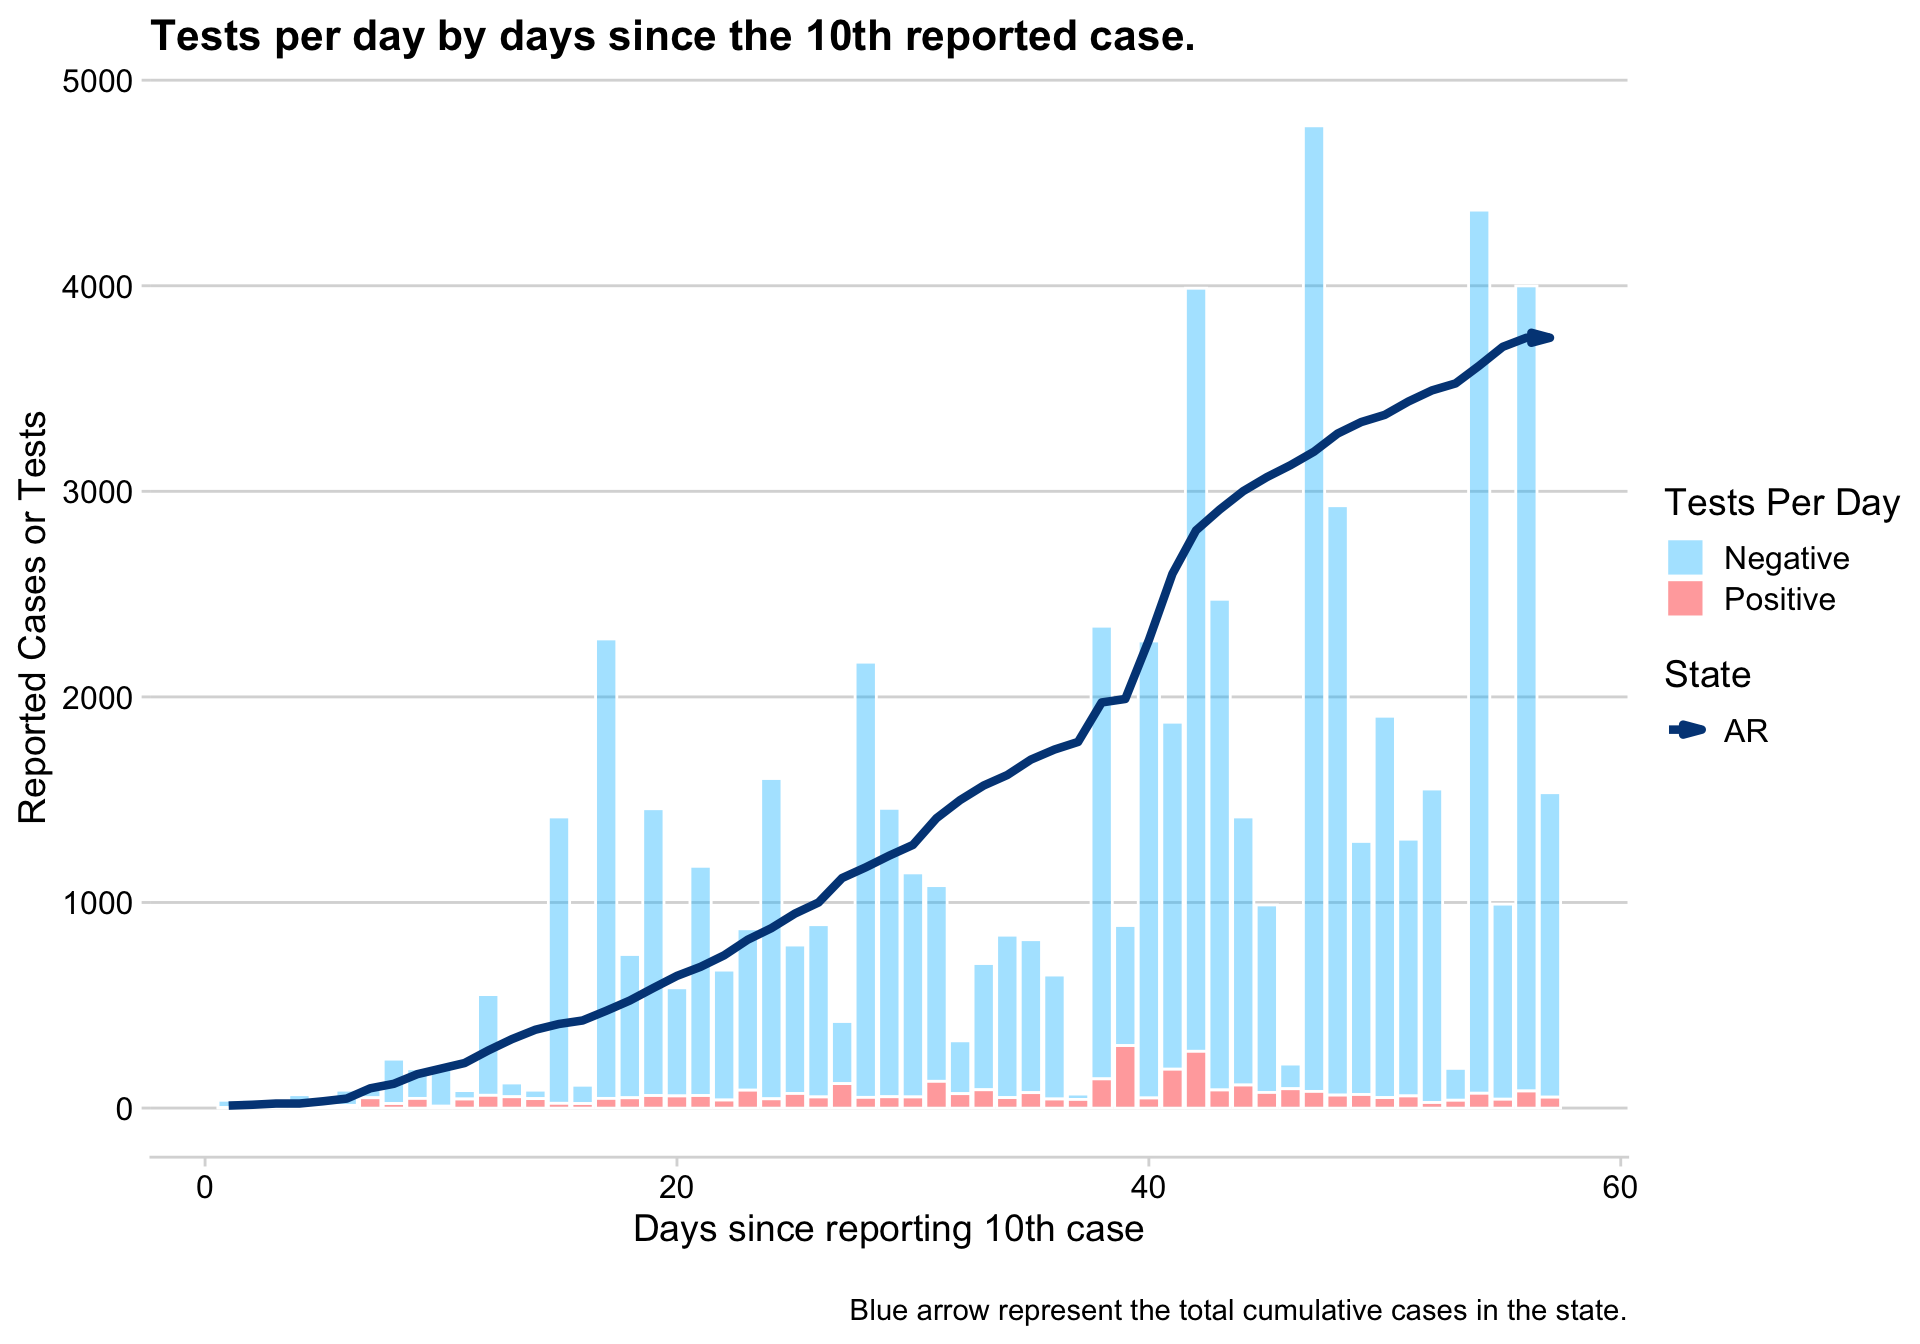 Tests per day by days since the 10th reported case.
5000
4000
3000
2000
1000
0
Reported Cases or Tests
0 20 40 60
Days since reporting 10th case
Tests Per Day
Negative
Positive
State
AR
Blue arrow represent the total cumulative cases in the state.